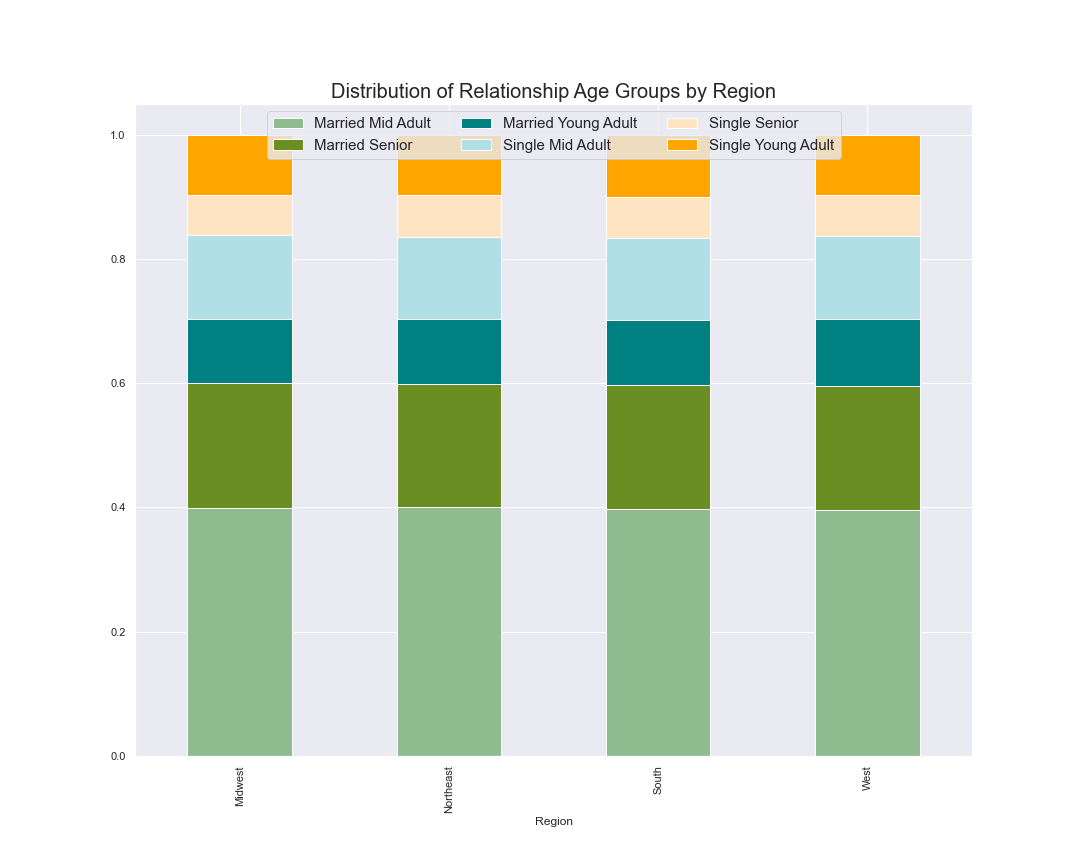 Distribution of Relationship Age Groups by Region
Married Mid Adult Married Young Adult Single Senior
Married Senior Single Mid Adult Single Young Adult
1.0
0.8
0.6
0.4
0.2
0.0
Midwest Northeast South West
Region